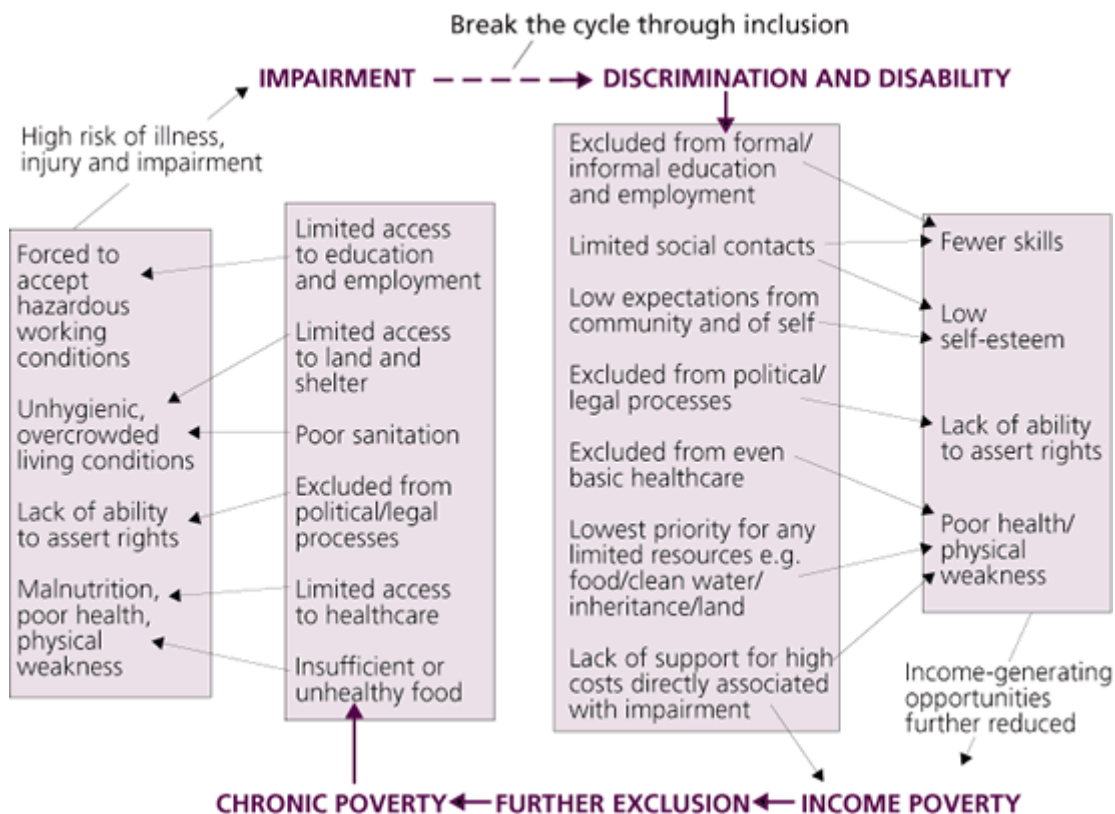 Break the cycle through inclusion
IMPAIRMENT
DISCRIMINATION AND DISABILITY
High risk of illness,
injury and impairment
Forced to
accept
hazardous
working
conditions
Unhygienic,
overcrowded
living conditions
Lack of ability
to assert rights
Malnutrition,
poor health,
physical
weakness
Limited access
to education
and employment
Limited access
to land and
shelter
Poor sanitation
Excluded from
political/legal
processes
Limited access
to healthcare
Insufficient or
unhealthy food
Excluded from formal/
informal education
and employment
Limited social contacts
Low expectations from
community and of self
Excluded from political/
legal processes
Excluded from even
basic healthcare
Lowest priority for any
limited resources e.g.
food/clean water/
inheritance/land
Lack of support for high
costs directly associated
with impairment
Fewer skills
Low
self-esteem
Lack of ability
to assert rights
Poor health/
physical
weakness
Income-generating
opportunities
further reduced
CHRONIC POVERTY
FURTHER EXCLUSION
INCOME POVERTY